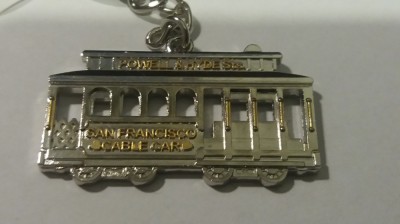 POWELL & HYDE STS.
SAN FRANCISCO
CABLE CAR